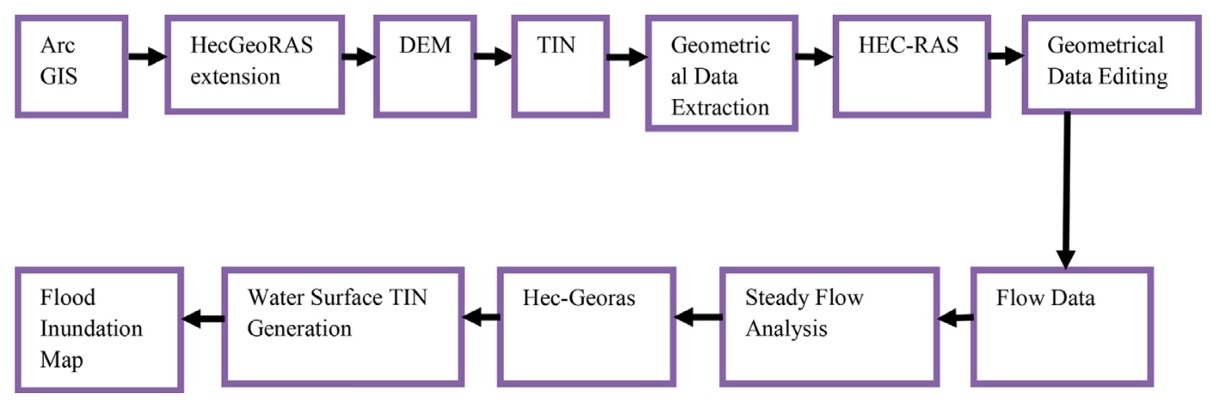 Arc
GIS
HecGeoRAS
extension
DEM
TIN
Geometric
al Data
Extraction
HEC-RAS
Geometrical
Data Editing
Flow Data
Steady Flow
Analysis
Hec-Georas
Water Surface TIN
Generation
Flood
Inundation
Map